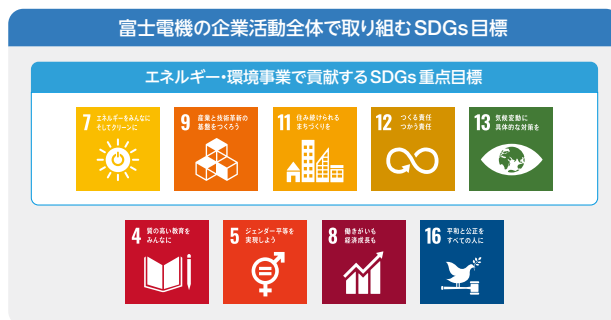 富士電機の企業活動全体で取り組むSDGs目標
エネルギー・環境事業で貢献するSDGs重点目標
7 エネルギーをみんなに
そしてクリーンに
9 産業と技術革新の
基盤をつくろう
11 住み続けられる
まちづくりを
12 つくる責任
つかう責任
13 気候変動に
具体的な対策を
4 質の高い教育を
みんなに
5 ジェンダー平等を
実現しよう
8 働きがいも
経済成長も
16 平和と公正を
すべての人に